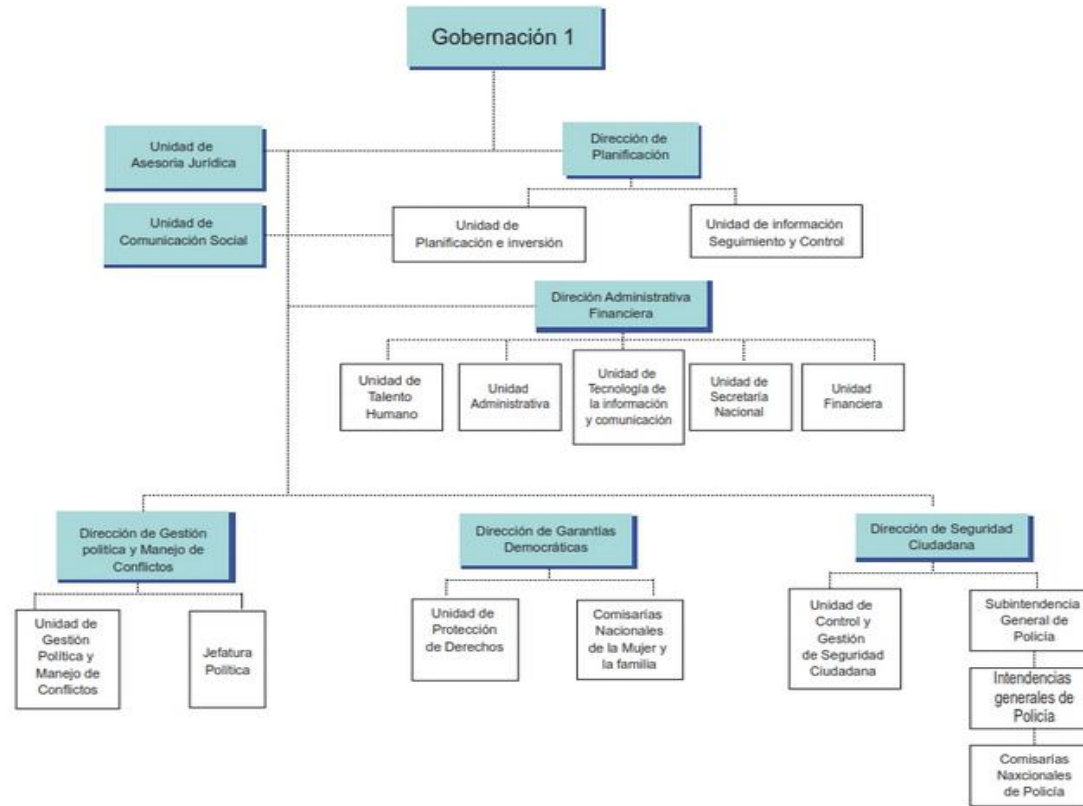 Gobernación 1
Unidad de
Asesoria Jurídica
Dirección de
Planificación
Unidad de
Comunicación Social
Unidad de
Planificación e inversión
Unidad de información
Seguimiento y Control
Direción Administrativa
Financiera
Unidad de
Talento
Humano
Unidad
Administrativa
Unidad de
Tecnología de
la información
y comunicación
Unidad de
Secretaría
Nacional
Unidad
Financiera
Dirección de Gestión
política y Manejo de
Conflictos
Dirección de Garantías
Democráticas
Dirección de Seguridad
Ciudadana
Unidad de
Gestión
Política y
Manejo de
Conflictos
Jefatura
Política
Unidad de
Protección
de Derechos
Comisarías
Nacionales
de la Mujer y
la familia
Unidad de
Control y
Gestión
de Seguridad
Ciudadana
Subintendencia
General de
Policía
Intendencias
generales de
Policía
Comisarías
Naxcionales
de Policía